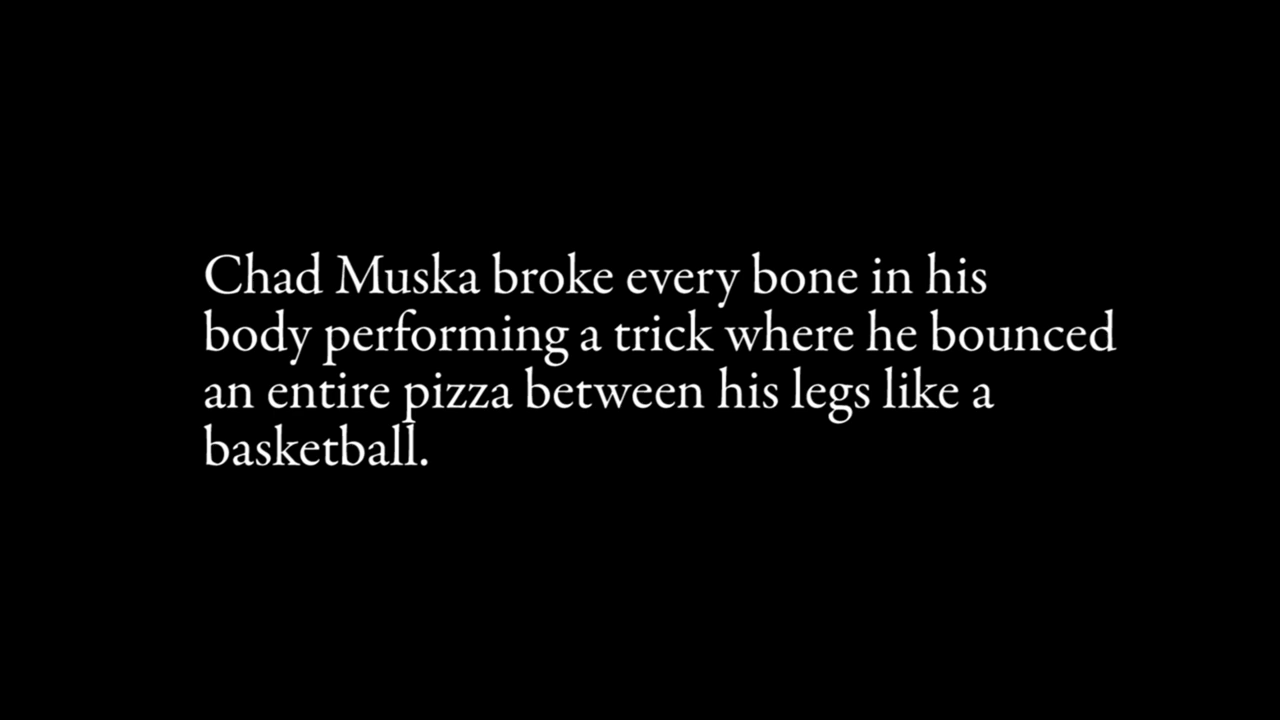 Chad Muska broke every bone in his
body performing a trick where he bounced
an entire pizza between his legs like a
basketball.